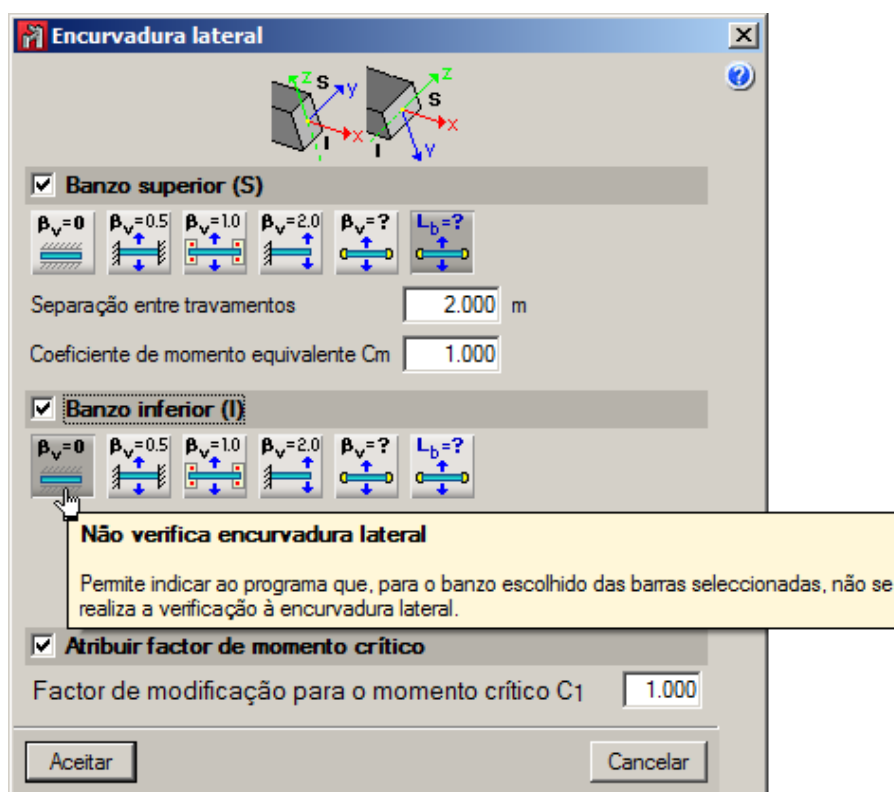 Encurvadura lateral
Z S Y X I Z S X I Y
Banzo superior (S)
βv=0 βv=0.5 βv=1.0 βv=2.0 βv=? Lb=?
Separação entre travamentos 2.000 m
Coeficiente de momento equivalente Cm 1.000
Banzo inferior (I)
βv=0 βv=0.5 βv=1.0 βv=2.0 βv=? Lb=?
Não verifica encurvadura lateral
Permite indicar ao programa que, para o banzo escolhido das barras seleccionadas, não se
realiza a verificação à encurvadura lateral.
Atribuir factor de momento crítico
Factor de modificação para o momento crítico C1 1.000
Aceitar Cancelar